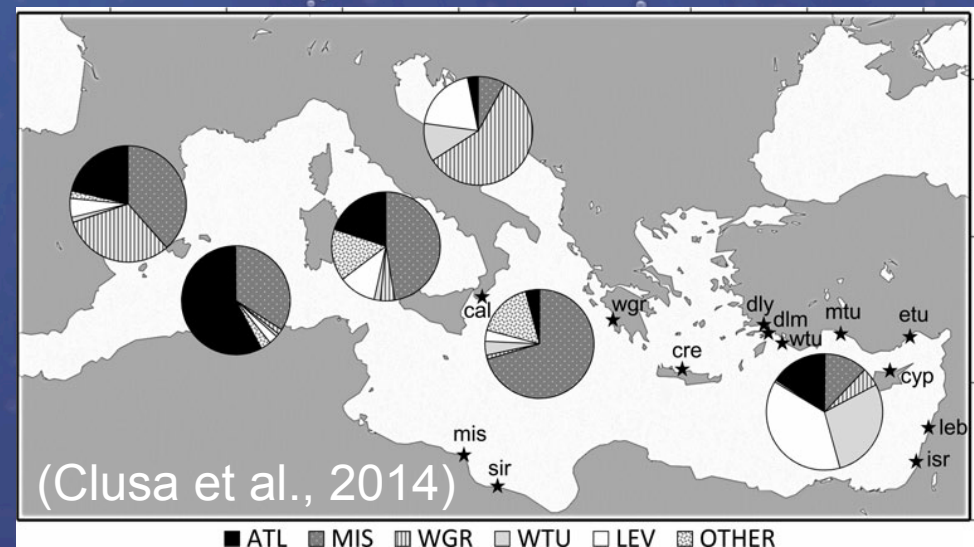 cal
wgr
cre
dly
dlm
wtu
mtu
etu
cyp
leb
isr
mis
sir
(Clusa et al., 2014)
ATL MIS WGR WTU LEV OTHER